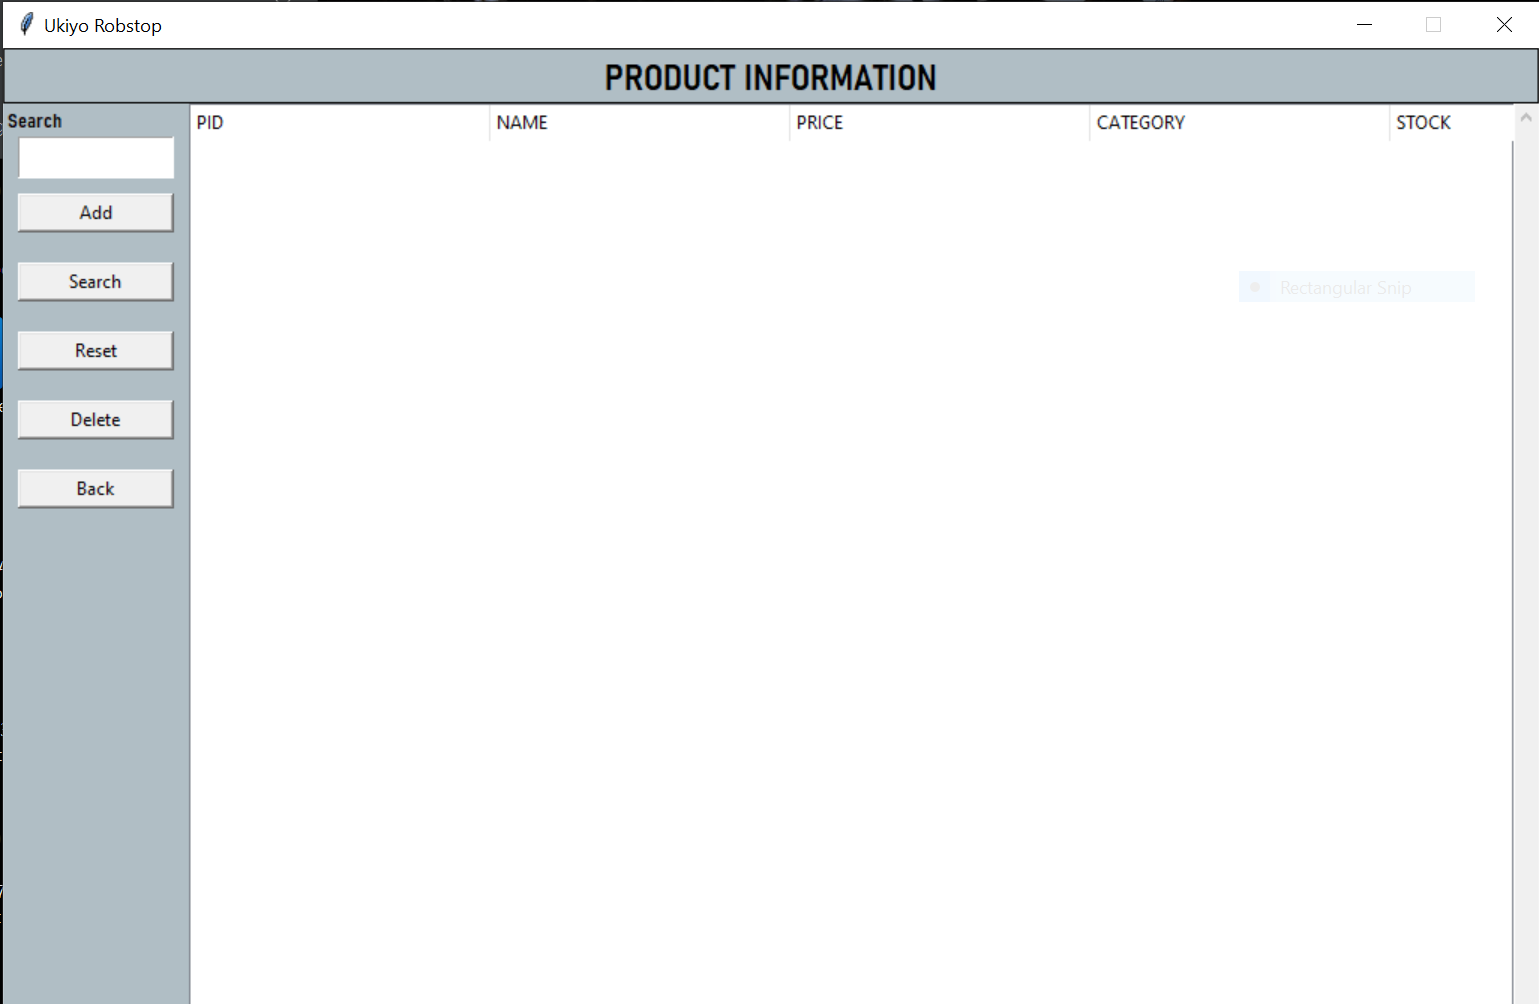 Ukiyo Robstop
PRODUCT INFORMATION
Search
PID NAME PRICE CATEGORY STOCK
Add
Search
Rectangular Snip
Reset
Delete
Back